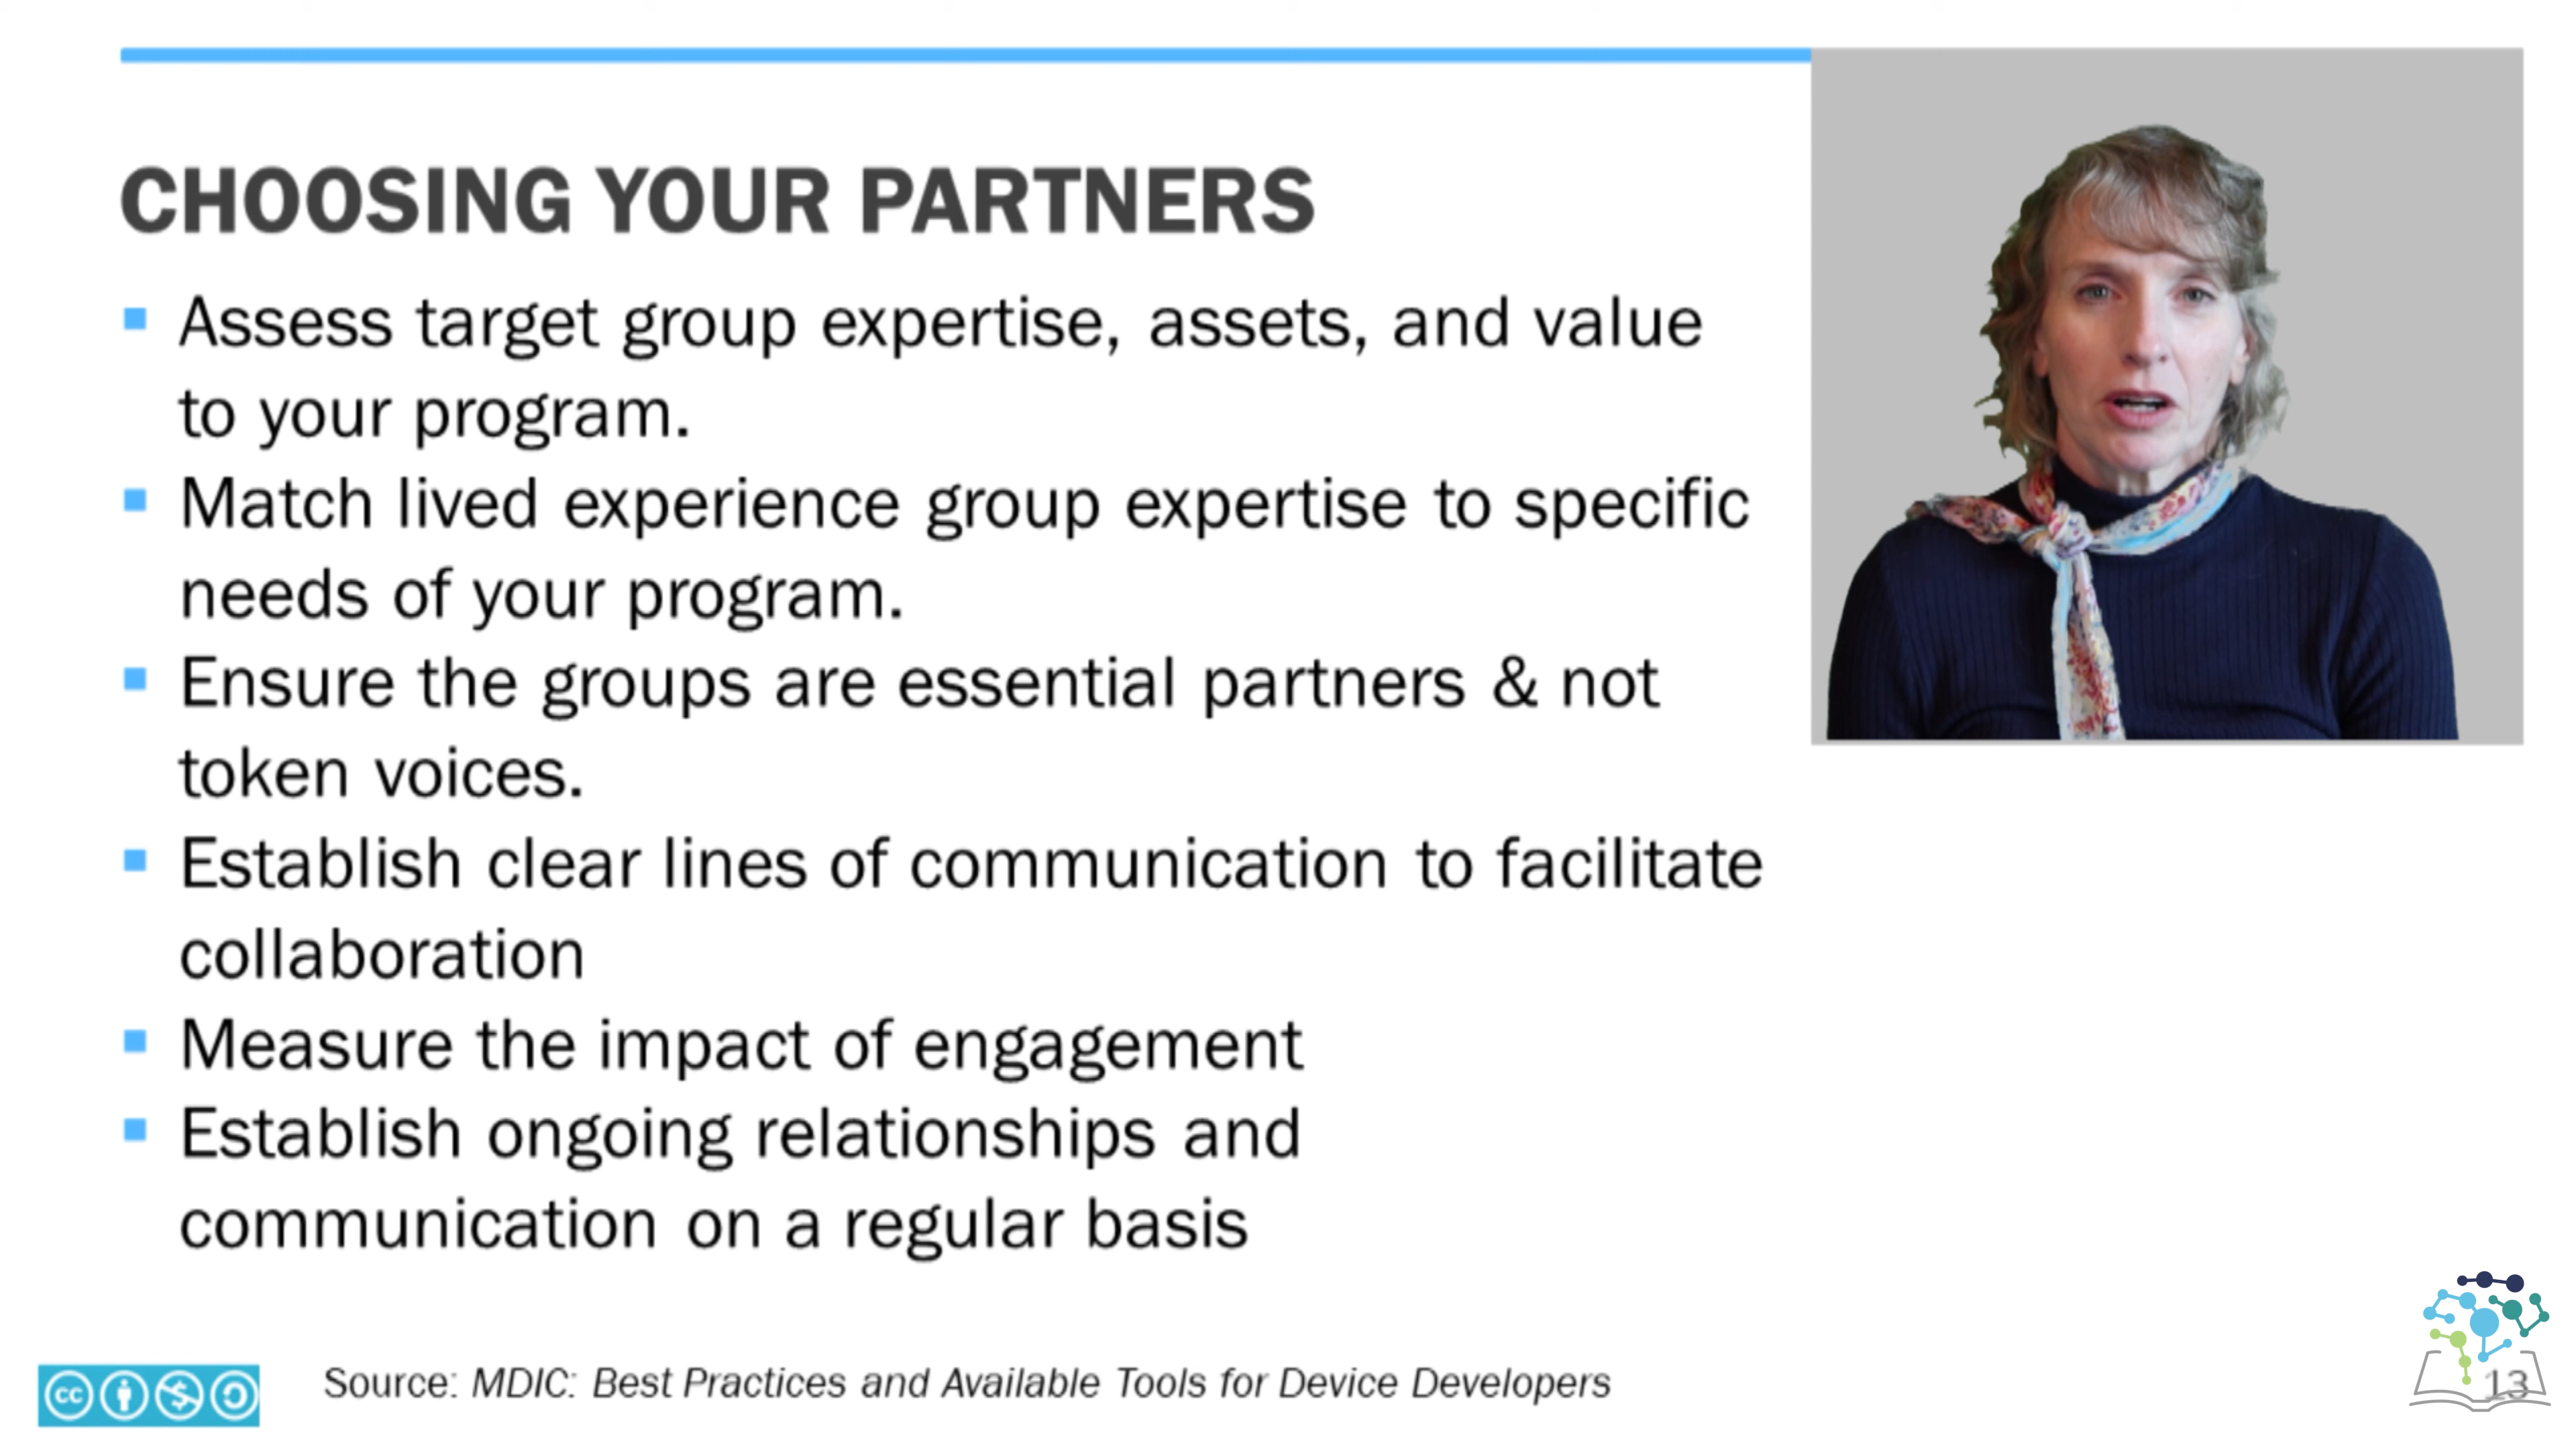 CHOOSING YOUR PARTNERS
Assess target group expertise, assets, and value
to your program.
Match lived experience group expertise to specific
needs of your program.
Ensure the groups are essential partners & not
token voices.
Establish clear lines of communication to facilitate
collaboration
Measure the impact of engagement
Establish ongoing relationships and
communication on a regular basis
cc
Source: MDIC: Best Practices and Available Tools for Device Developers
13